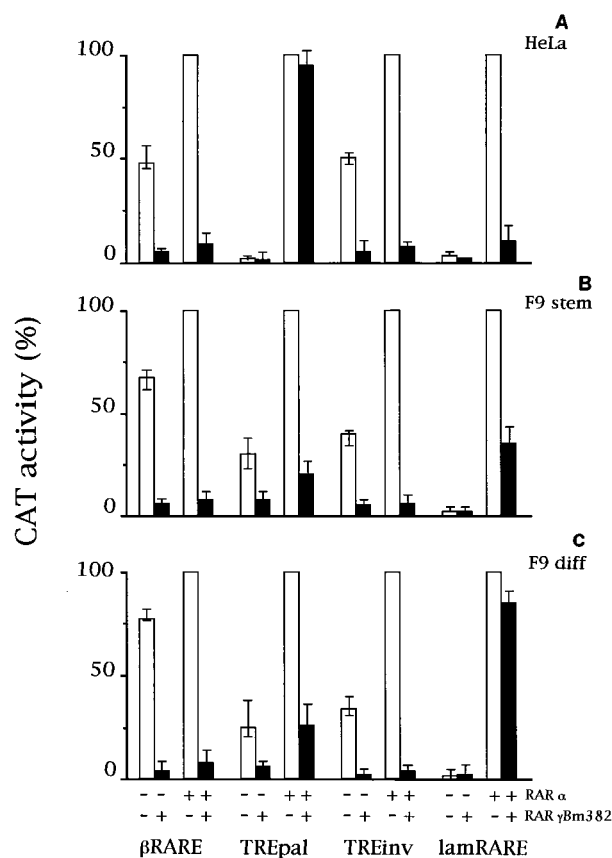 A
HeLa
100
50
0
B
F9 stem
100
50
0
C
F9 diff
100
50
0
CAT activity (%)
- - + + - - + + - - + + - - + + RAR α
- + - + - + - + - + - + - + - + RAR γBm382
βRARE TREpal TREinv lamRARE